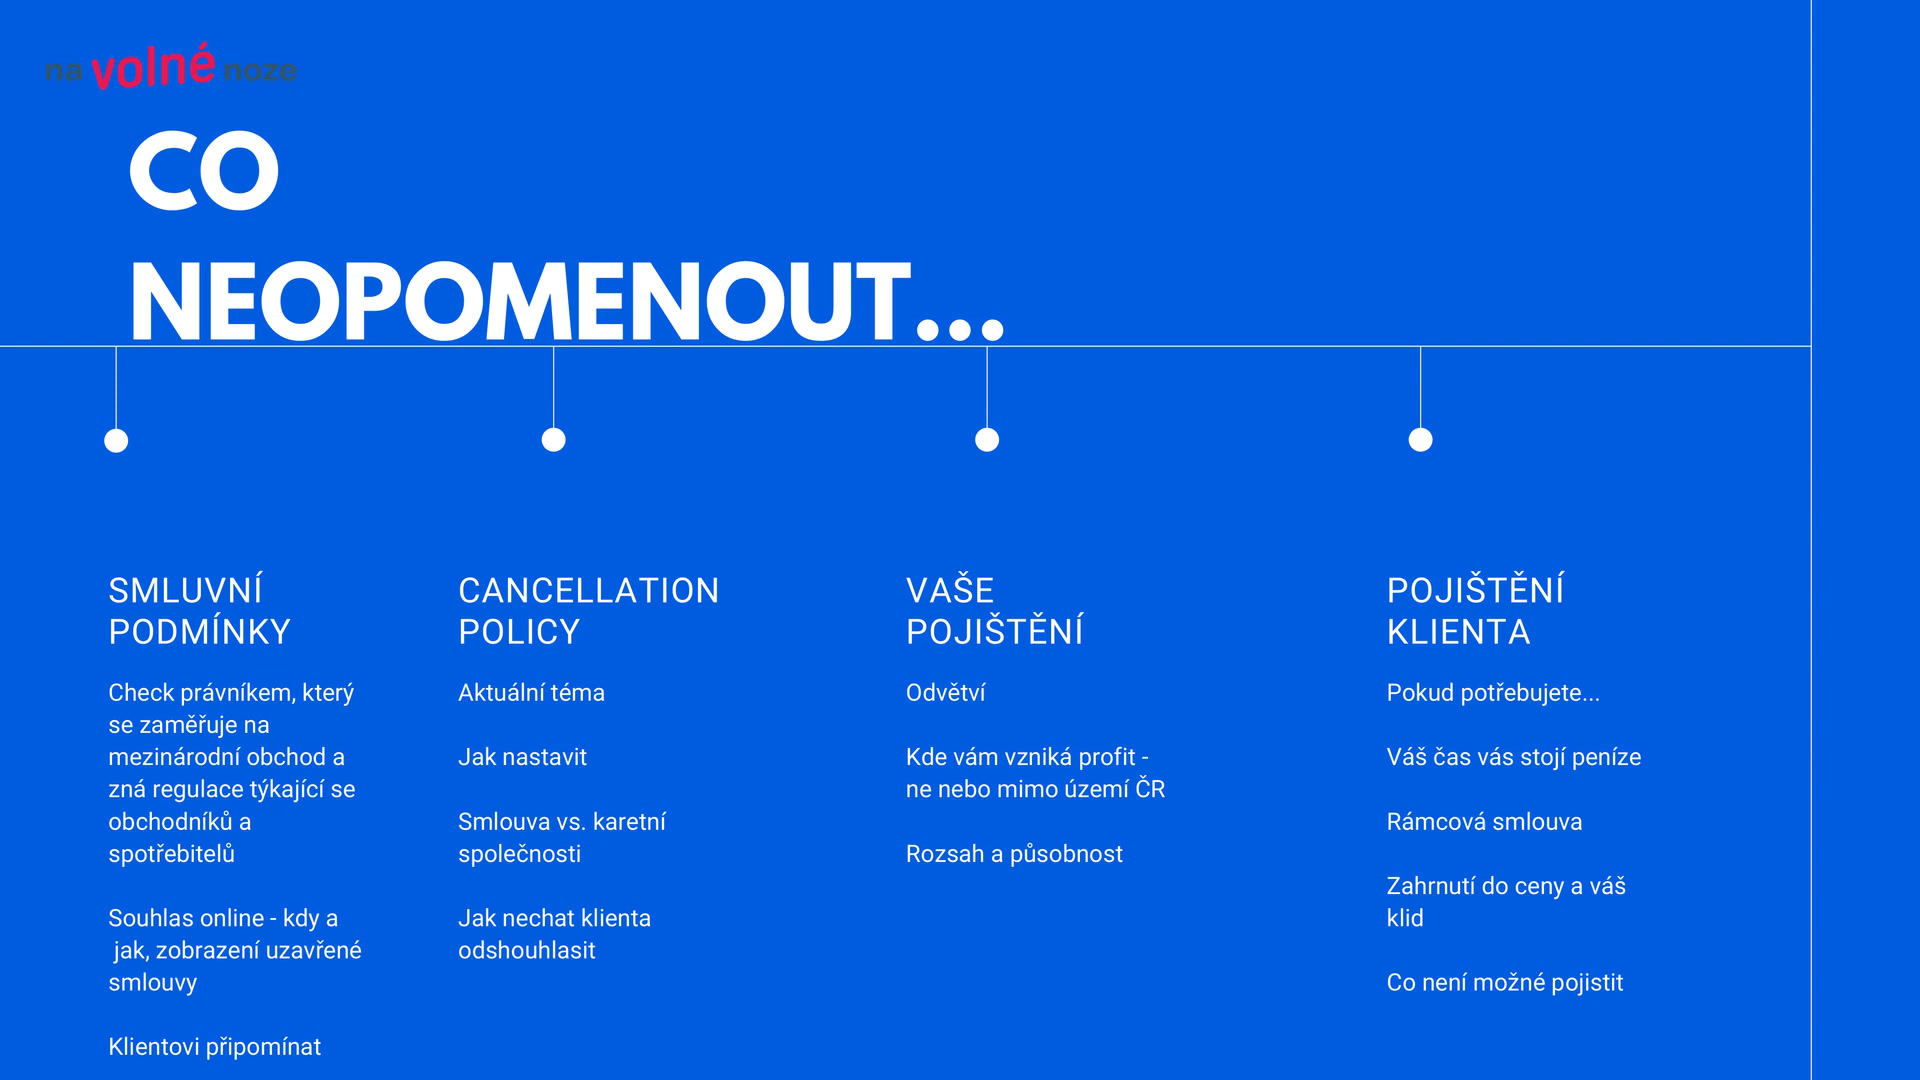 na volné noze
CO
NEOPOMENOUT...
SMLUVNÍ
PODMÍNKY
Check právníkem, který
se zaměřuje na
mezinárodní obchod a
zná regulace týkající se
obchodníků a
spotřebitelů
Souhlas online - kdy a
jak, zobrazení uzavřené
smlouvy
Klientovi připomínat
CANCELLATION
POLICY
Aktuální téma
Jak nastavit
Smlouva vs. karetní
společnosti
Jak nechat klienta
odshouhlasit
VAŠE
POJIŠTĚNÍ
Odvětví
Kde vám vzniká profit -
ne nebo mimo území ČR
Rozsah a působnost
POJIŠTĚNÍ
KLIENTA
Pokud potřebujete...
Váš čas vás stojí peníze
Rámcová smlouva
Zahrnutí do ceny a váš
klid
Co není možné pojistit